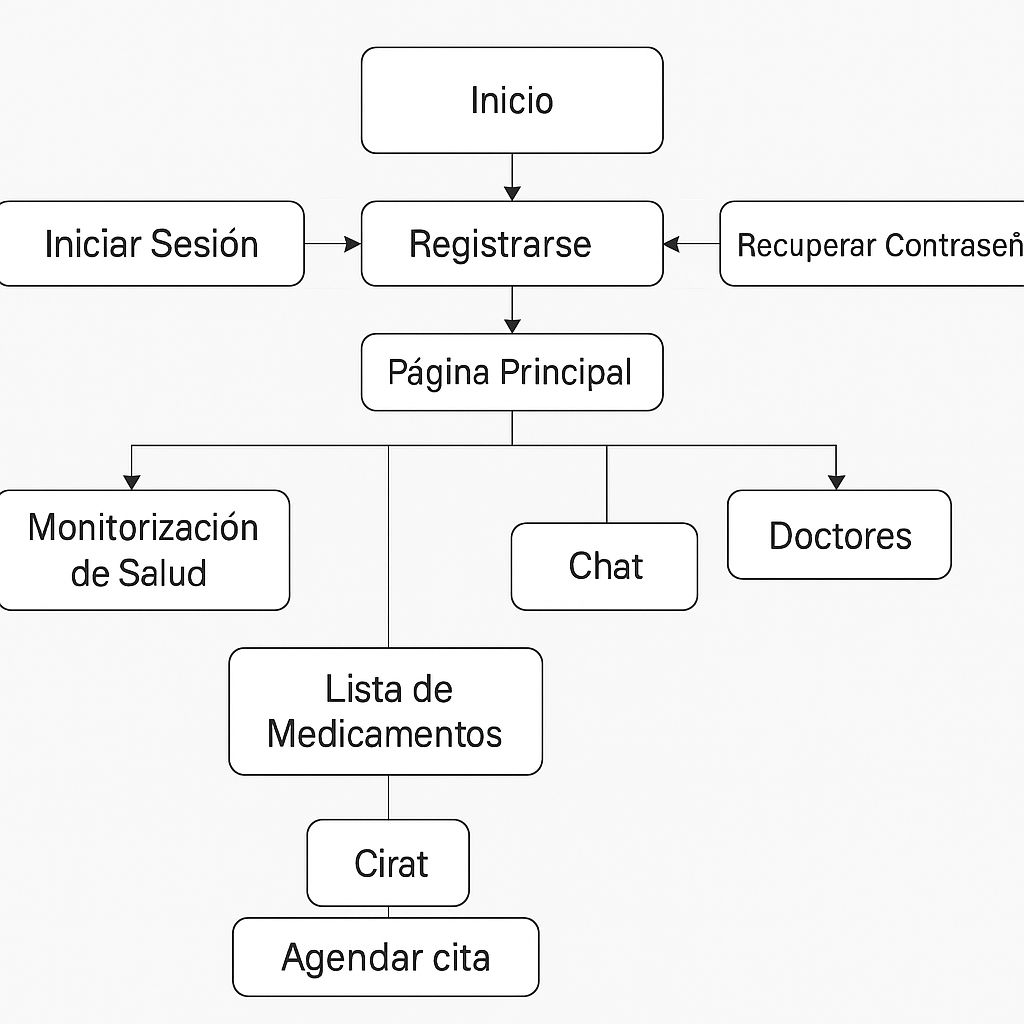 Inicio
Iniciar Sesión
Registrarse
Recuperar Contraseñ
Página Principal
Monitorización
de Salud
Chat
Doctores
Lista de
Medicamentos
Cirat
Agendar cita